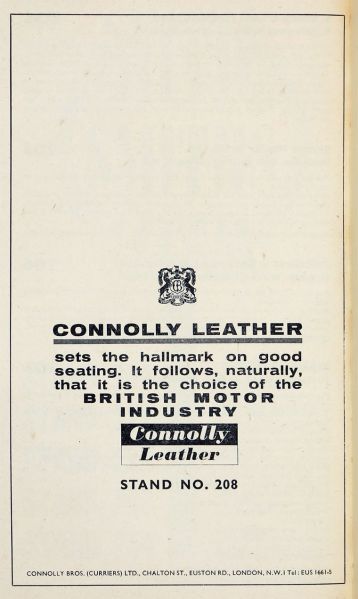 CONNOLLY LEATHER
sets the hallmark on good
seating. It follows, naturally,
that it is the choice of the
BRITISH MOTOR
INDUSTRY
Connolly
Leather
STAND NO. 208
CONNOLLY BROS. (CURRIERS) LTD., CHALTON ST., EUSTON RD., LONDON, N.W.1 Tel: EUS 1661-5